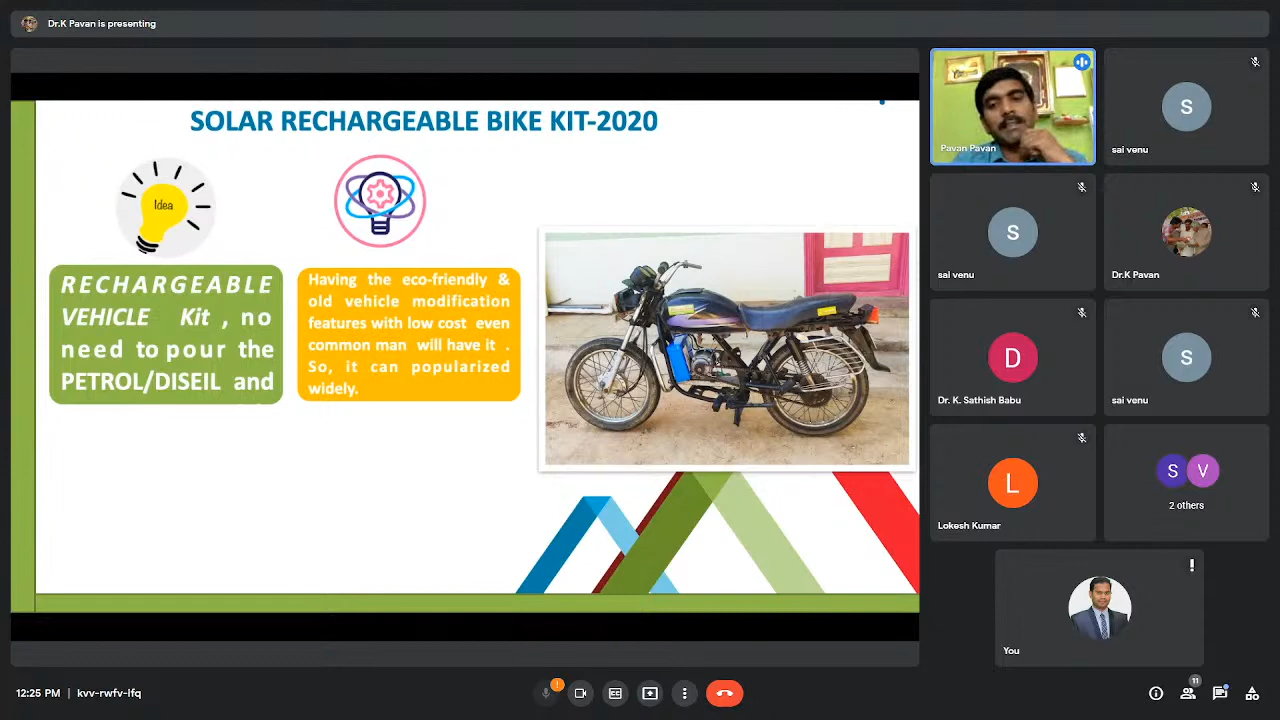 Dr.K Pavan is presenting
SOLAR RECHARGEABLE BIKE KIT-2020
Idea
RECHARGEABLE
VEHICLE Kit , no
need to pour the
PETROL/DISEIL and
Having the eco-friendly &
old vehicle modification
features with low cost even
common man will have it .
So, it can popularized
widely.
Pavan Pavan
S
sai venu
S
sai venu
Dr.K Pavan
D
Dr. K. Sathish Babu
S
sai venu
L
Lokesh Kumar
S V
2 others
You
12:25 PM | kvv-rwfv-lfq
11